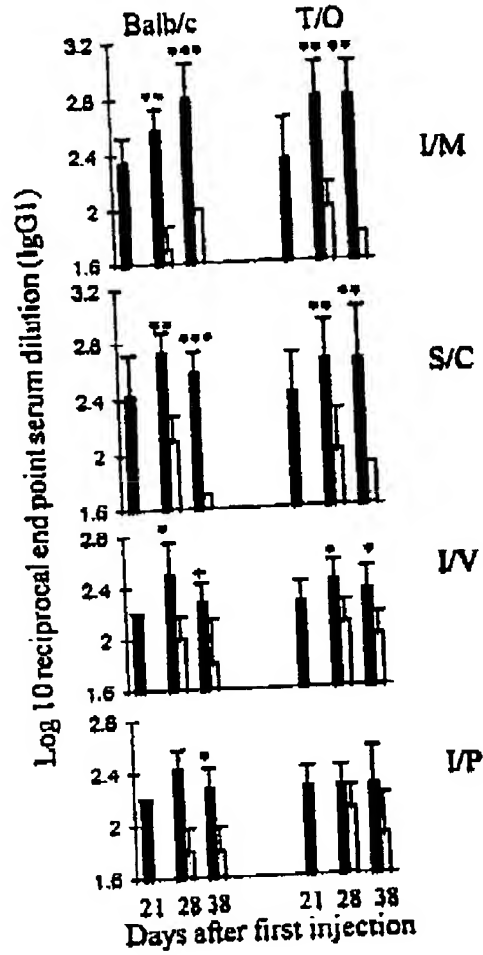 Balb/c T/O
3.2
2.8
2.4
2
1.6
** *** ** **
I/M
3.2
2.8
2.4
2
1.6
** *** ** **
S/C
2.8
2.4
2
1.6
* + * *
I/V
2.8
2.4
2
1.6
*
I/P
Log 10 reciprocal end point serum dilution (IgG1)
21 28 38 21 28 38
Days after first injection